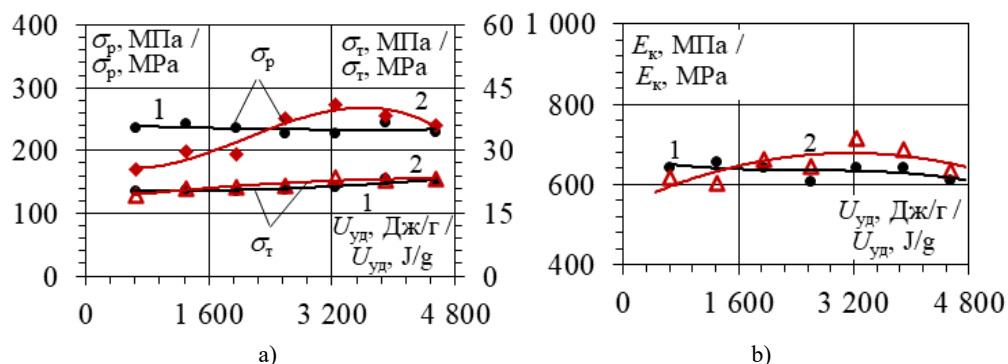 400
300
200
100
0
σр, МПа /
σр, MPa
σт, МПа /
σт, MPa
60
45
30
15
0
σр
1
2
2
1
σт
Uуд, Дж/г /
Uуд, J/g
0
1 600
3 200
4 800
а)
1 000
800
600
400
Eк, МПа /
Eк, MPa
1
2
Uуд, Дж/г /
Uуд, J/g
0
1 600
3 200
4 800
b)